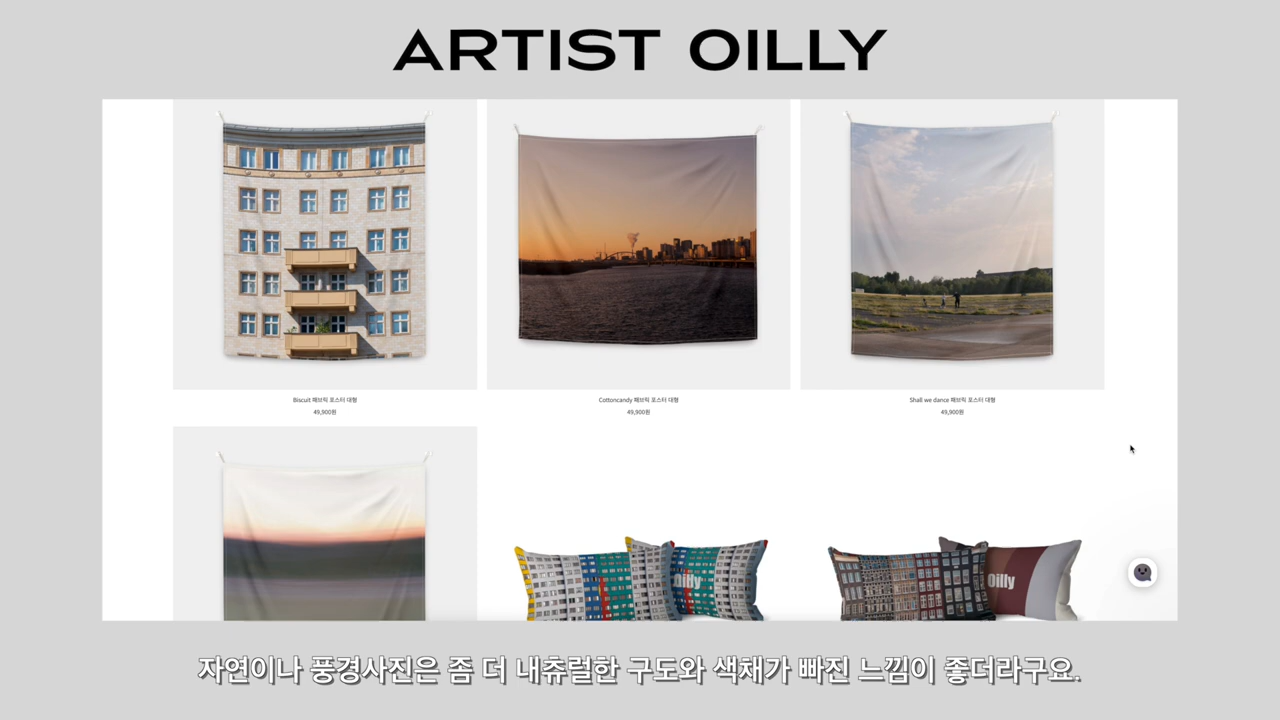 ARTIST OILLY
Biscuit 패브릭 포스터 대형
49,900원
Cottoncandy 패브릭 포스터 대형
49,900원
Shall we dance 패브릭 포스터 대형
49,900원
Oilly
Oilly
자연이나 풍경사진은 좀 더 내츄럴한 구도와 색채가 빠진 느낌이 좋더라구요.